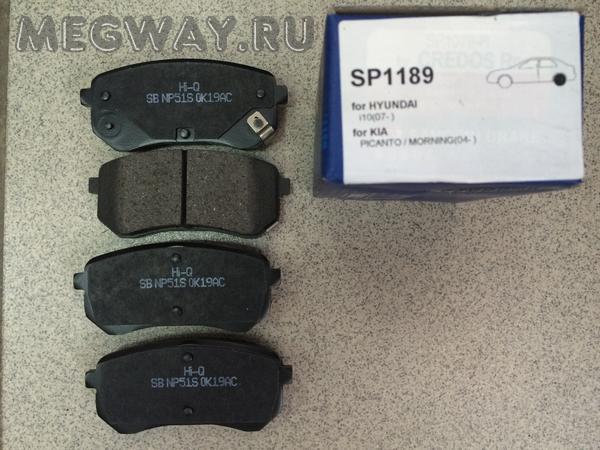 MEGWAY.RU
SP1189
for HYUNDAI
i10(07- )
for KIA
PICANTO / MORNING(04- )
Hi-Q
SB NP51S 0K19AC
Hi-Q
SB NP51S 0K19AC
Hi-Q
SB NP51S 0K19AC